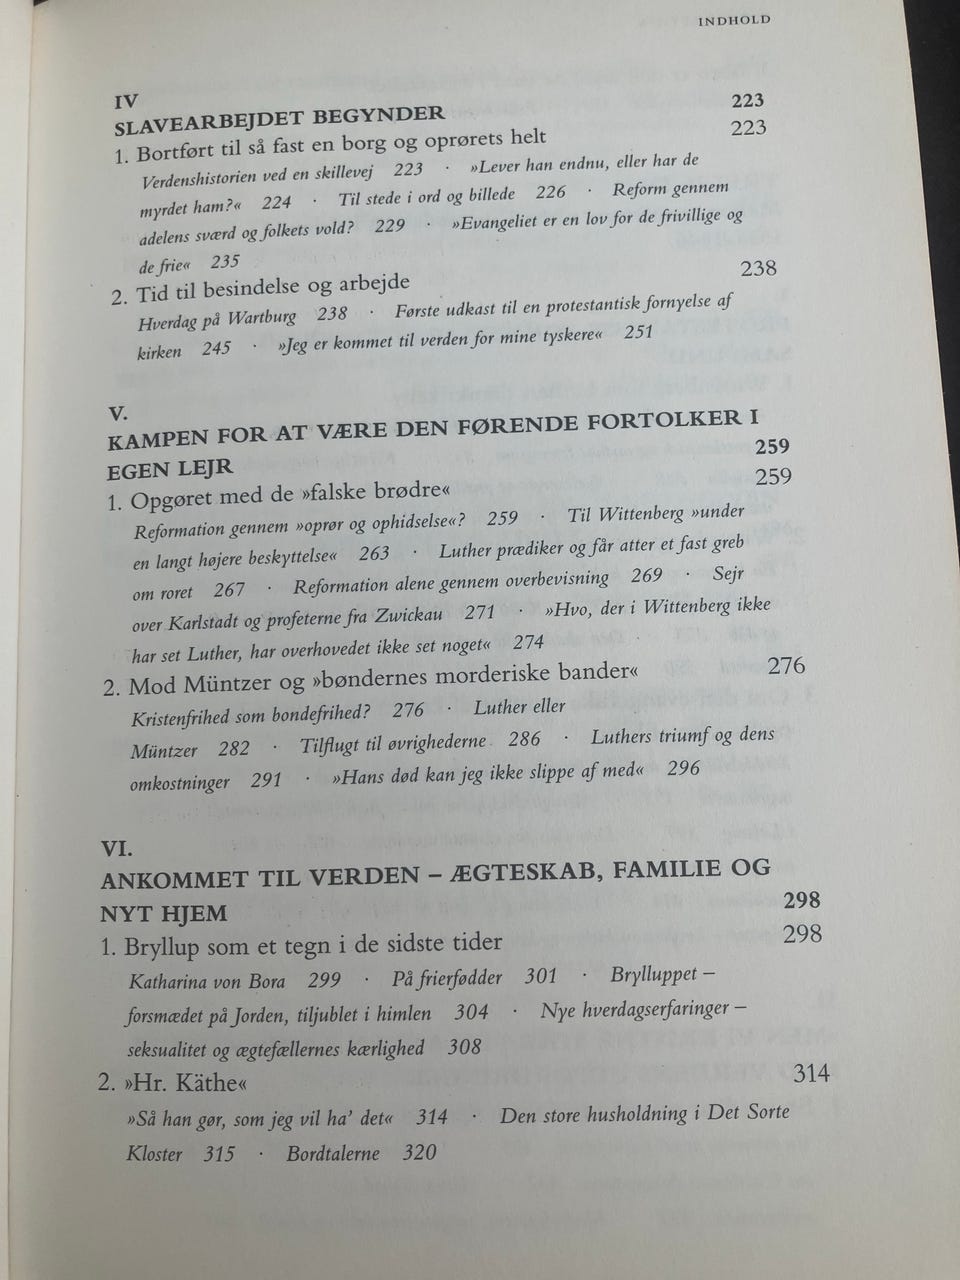 INDHOLD
IV
SLAVEARBEJDET BEGYNDER 223
1. Bortført til så fast en borg og oprørets helt 223
Verdenshistorien ved en skillevej 223 · »Lever han endnu, eller har de
myrdet ham?« 224 · Til stede i ord og billede 226 · Reform gennem
adelens sværd og folkets vold? 229 · »Evangeliet er en lov for de frivillige og
de frie« 235
2. Tid til besindelse og arbejde 238
Hverdag på Wartburg 238 · Første udkast til en protestantisk fornyelse af
kirken 245 · »Jeg er kommet til verden for mine tyskere« 251
V.
KAMPEN FOR AT VÆRE DEN FØRENDE FORTOLKER I
EGEN LEJR 259
1. Opgøret med de »falske brødre« 259
Reformation gennem »oprør og ophidselse«? 259 · Til Wittenberg »under
en langt højere beskyttelse« 263 · Luther prædiker og får atter et fast greb
om roret 267 · Reformation alene gennem overbevisning 269 · Sejr
over Karlstadt og profeterne fra Zwickau 271 · »Hvo, der i Wittenberg ikke
har set Luther, har overhovedet ikke set noget« 274
2. Mod Müntzer og »bøndernes morderiske bander« 276
Kristenfrihed som bondefrihed? 276 · Luther eller
Müntzer 282 · Tilflugt til øvrighederne 286 · Luthers triumf og dens
omkostninger 291 · »Hans død kan jeg ikke slippe af med« 296
VI.
ANKOMMET TIL VERDEN – ÆGTESKAB, FAMILIE OG
NYT HJEM 298
1. Bryllup som et tegn i de sidste tider 298
Katharina von Bora 299 · På frierfødder 301 · Brylluppet –
forsmædet på Jorden, tiljublet i himlen 304 · Nye hverdagserfaringer –
seksualitet og ægtefællernes kærlighed 308
2. »Hr. Käthe« 314
»Så han gør, som jeg vil ha' det« 314 · Den store husholdning i Det Sorte
Kloster 315 · Bordtalerne 320